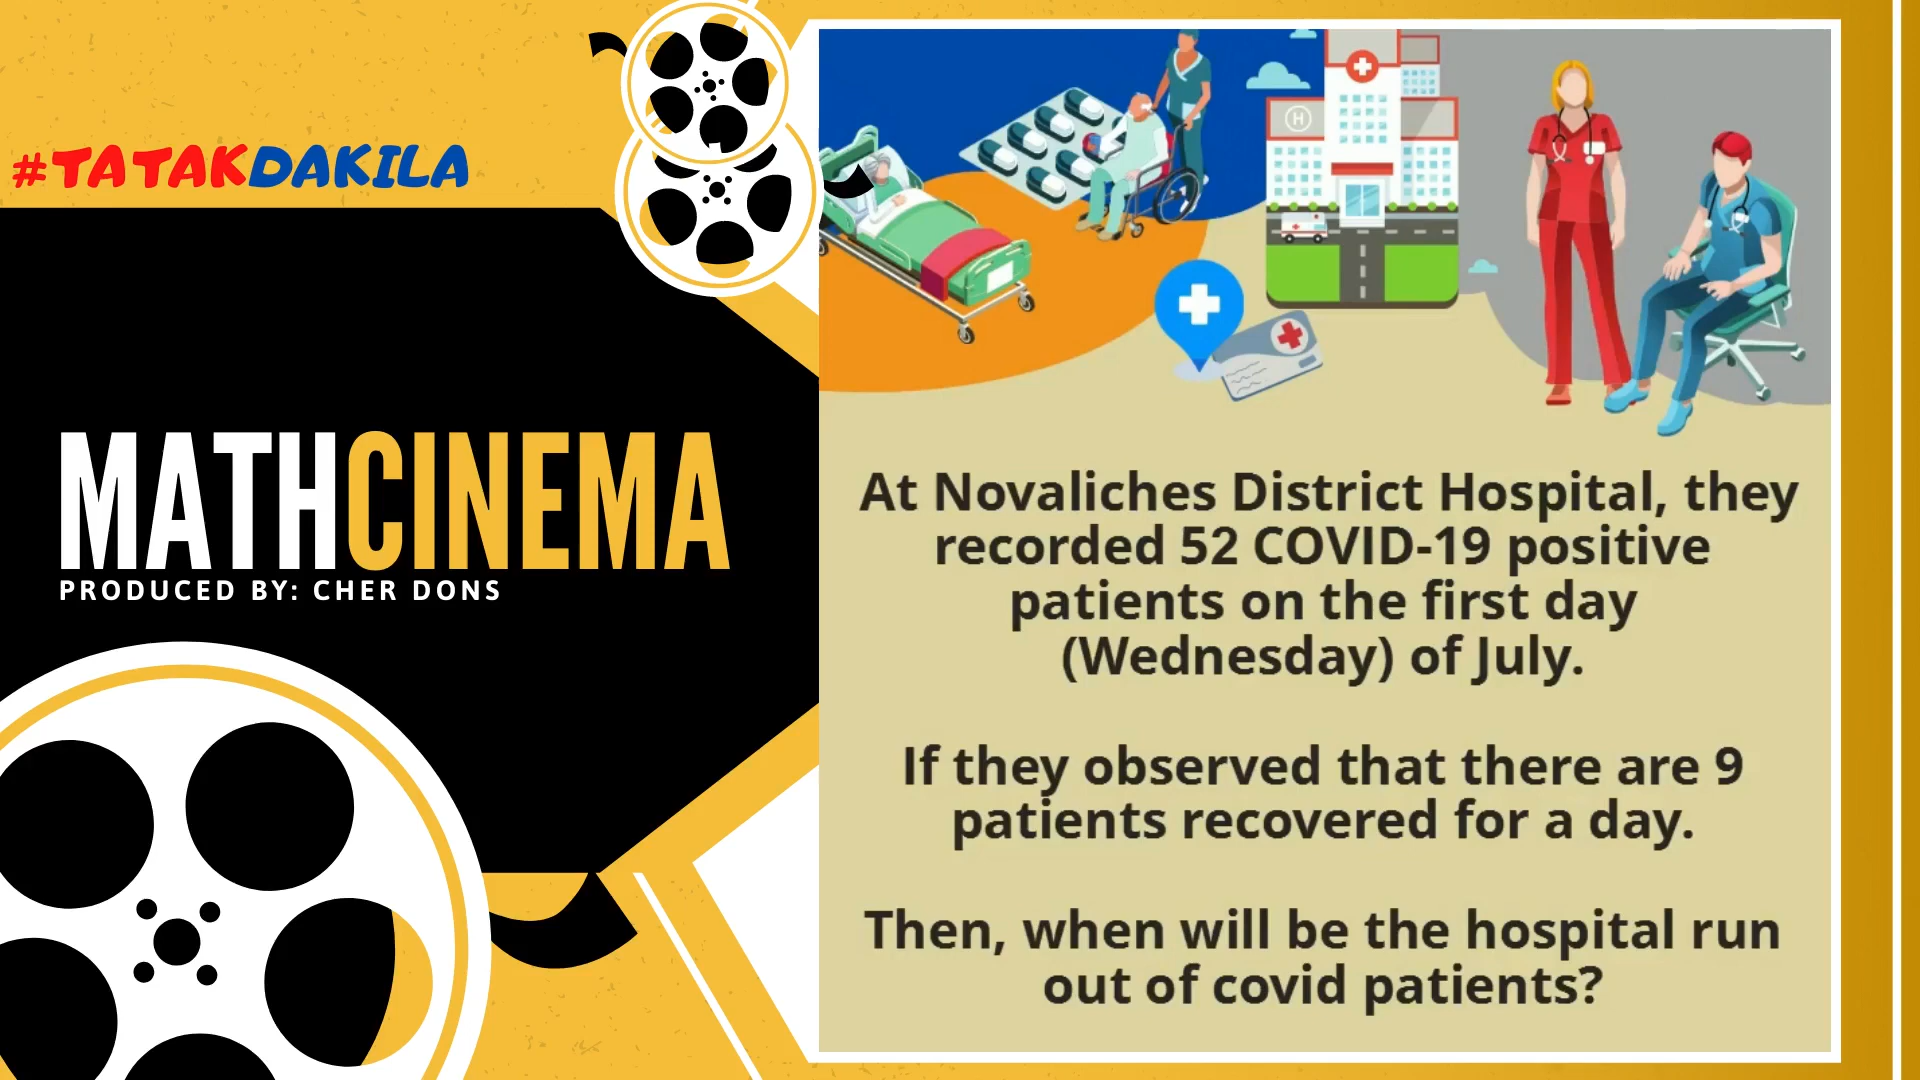 #TATAKDAKILA
MATHCINEMA
PRODUCED BY: CHER DONS
H
At Novaliches District Hospital, they
recorded 52 COVID-19 positive
patients on the first day
(Wednesday) of July.
If they observed that there are 9
patients recovered for a day.
Then, when will be the hospital run
out of covid patients?